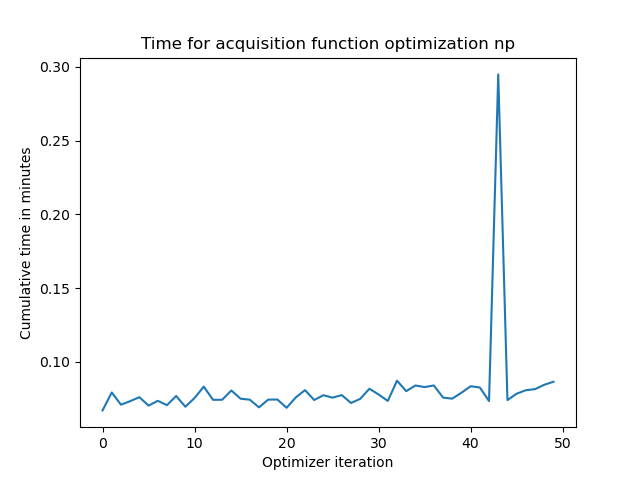 Time for acquisition function optimization np
0.30
0.25
0.20
0.15
0.10
Cumulative time in minutes
0 10 20 30 40 50
Optimizer iteration